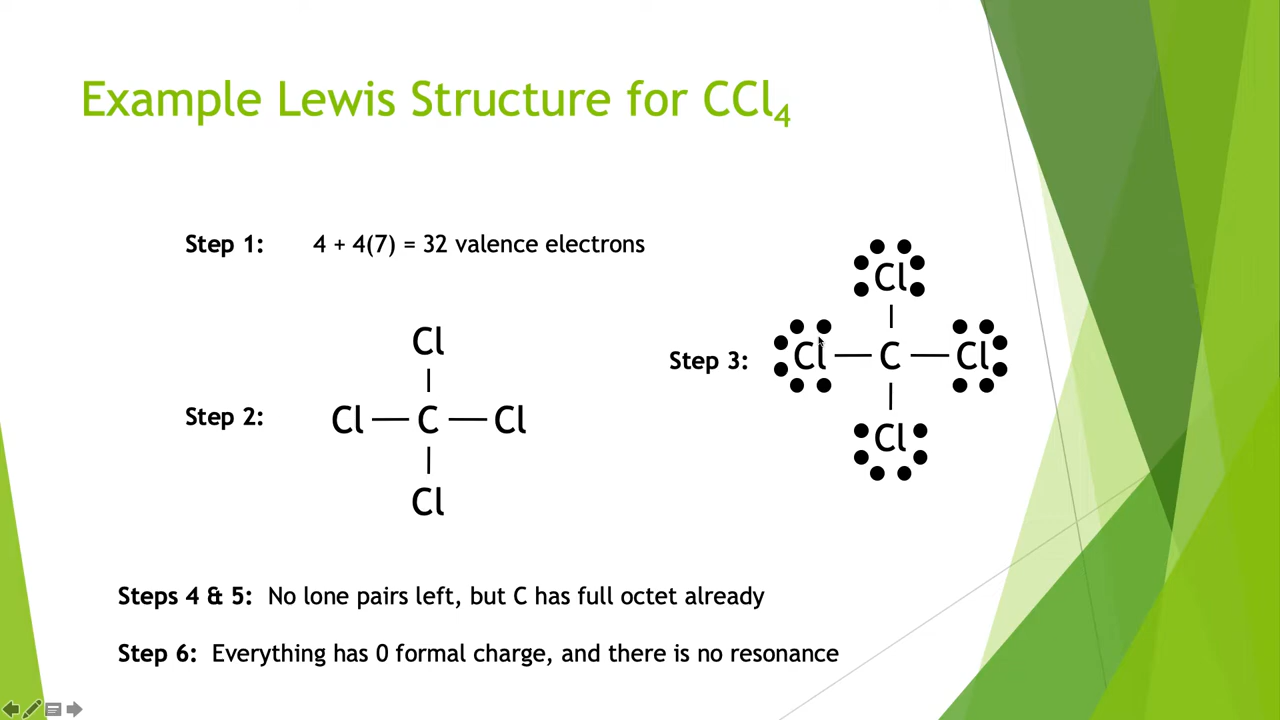 Example Lewis Structure for CCl₄
Step 1: 4 + 4(7) = 32 valence electrons
Step 2:
Cl
Cl — C — Cl
Cl
Step 3:
Cl
Cl — C — Cl
Cl
Steps 4 & 5: No lone pairs left, but C has full octet already
Step 6: Everything has 0 formal charge, and there is no resonance